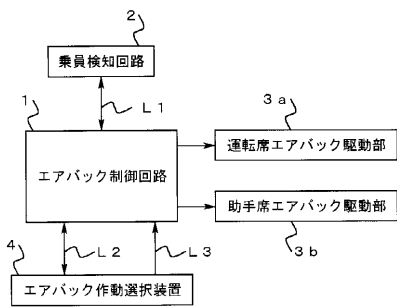 2
乗員検知回路
L1
1
3a
エアバック制御回路
運転席エアバック駆動部
助手席エアバック駆動部
3b
L2
L3
4
エアバック作動選択装置